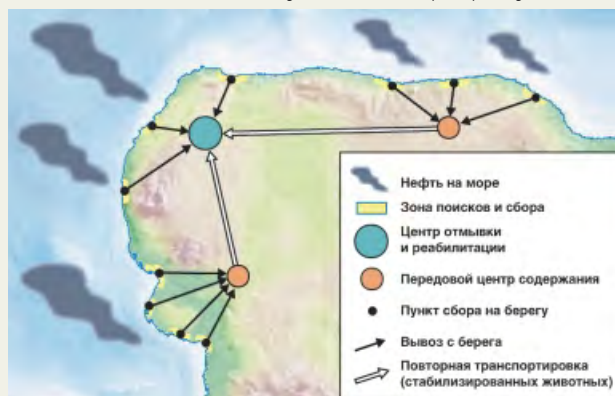 Нефть на море
Зона поисков и сбора
Центр отмывки
и реабилитации
Передовой центр содержания
Пункт сбора на берегу
Вывоз с берега
Повторная транспортировка
(стабилизированных животных)